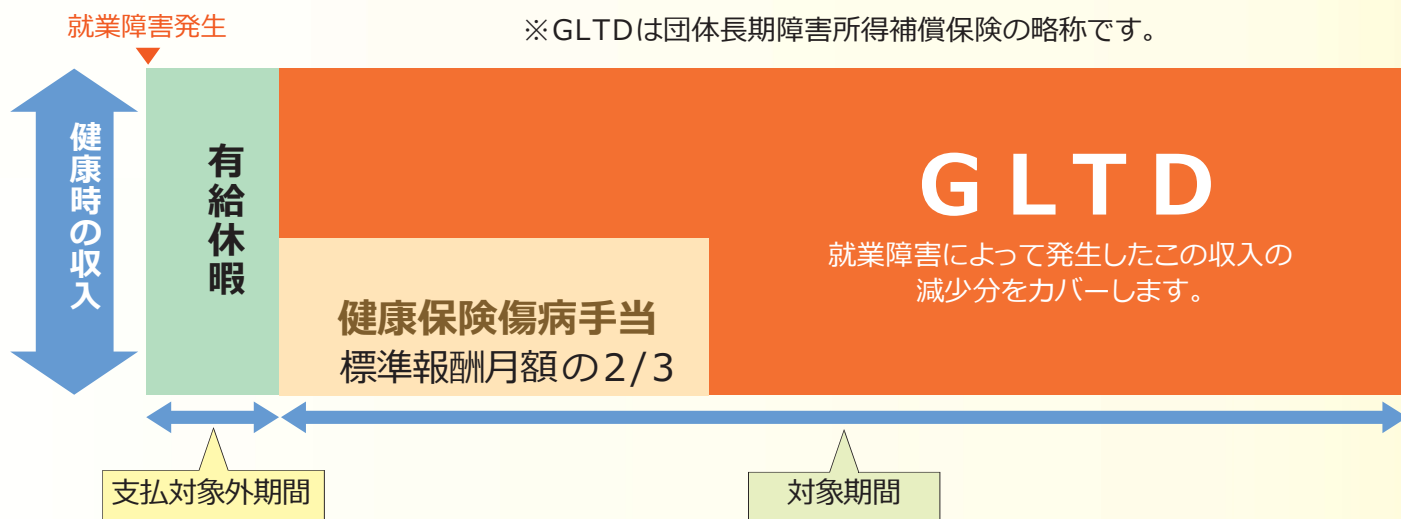 就業障害発生
※GLTDは団体長期障害所得補償保険の略称です。
健康時の収入
有給休暇
GLTD
就業障害によって発生したこの収入の
減少分をカバーします。
健康保険傷病手当
標準報酬月額の2/3
支払対象外期間
対象期間